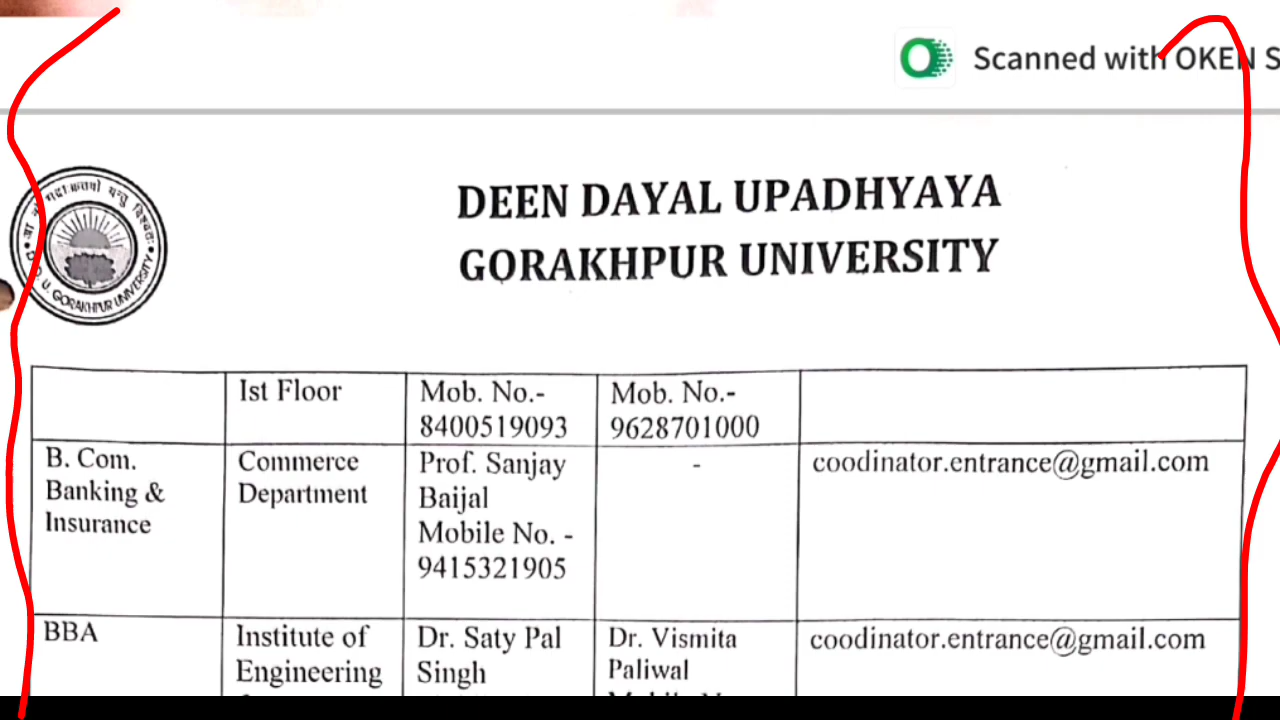 Scanned with OKEN S
DEEN DAYAL UPADHYAYA
GORAKHPUR UNIVERSITY
D. D. U. GORAKHPUR UNIVERSITY
Ist Floor
Mob. No.-
8400519093
Mob. No.-
9628701000
B. Com.
Banking &
Insurance
Commerce
Department
Prof. Sanjay
Baijal
Mobile No. -
9415321905
-
coodinator.entrance@gmail.com
BBA
Institute of
Engineering
Dr. Saty Pal
Singh
Dr. Vismita
Paliwal
coodinator.entrance@gmail.com